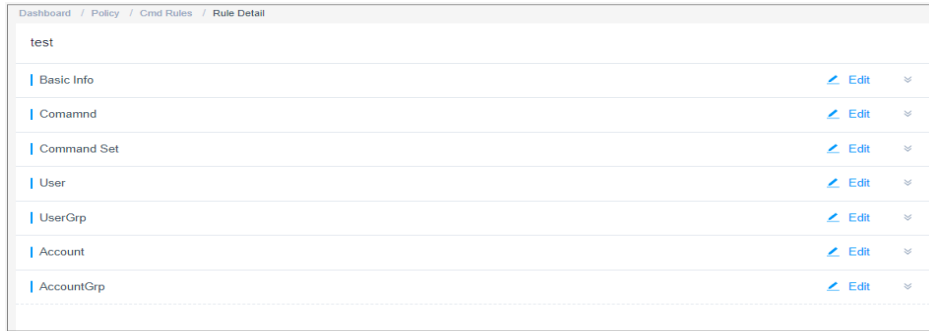 Dashboard / Policy / Cmd Rules / Rule Detail
test
Basic Info Edit
Comamnd Edit
Command Set Edit
User Edit
UserGrp Edit
Account Edit
AccountGrp Edit